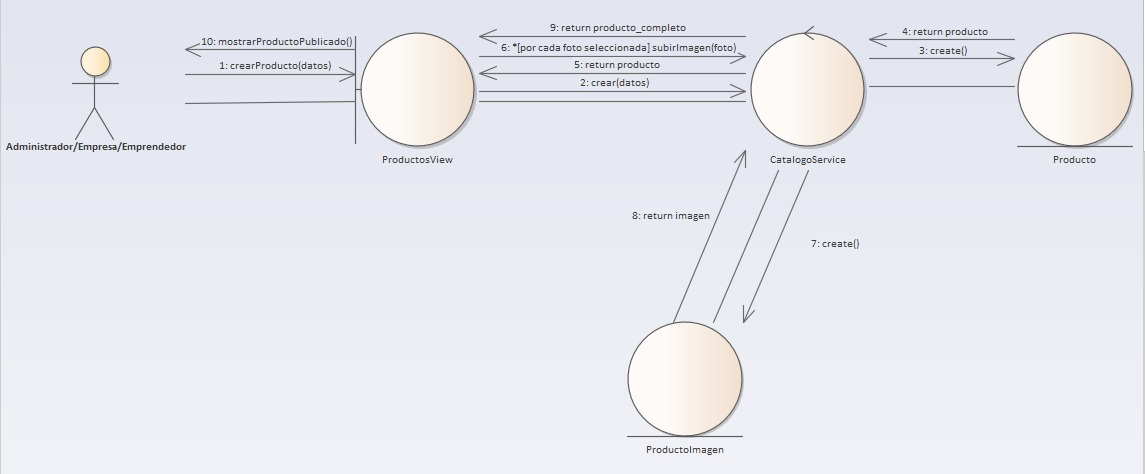 9: return producto_completo
4: return producto
10: mostrarProductoPublicado()
6: *[por cada foto seleccionada] subirImagen(foto)
3: create()
1: crearProducto(datos)
5: return producto
2: crear(datos)
Administrador/Empresa/Emprendedor
ProductosView
CatalogoService
Producto
8: return imagen
7: create()
ProductoImagen